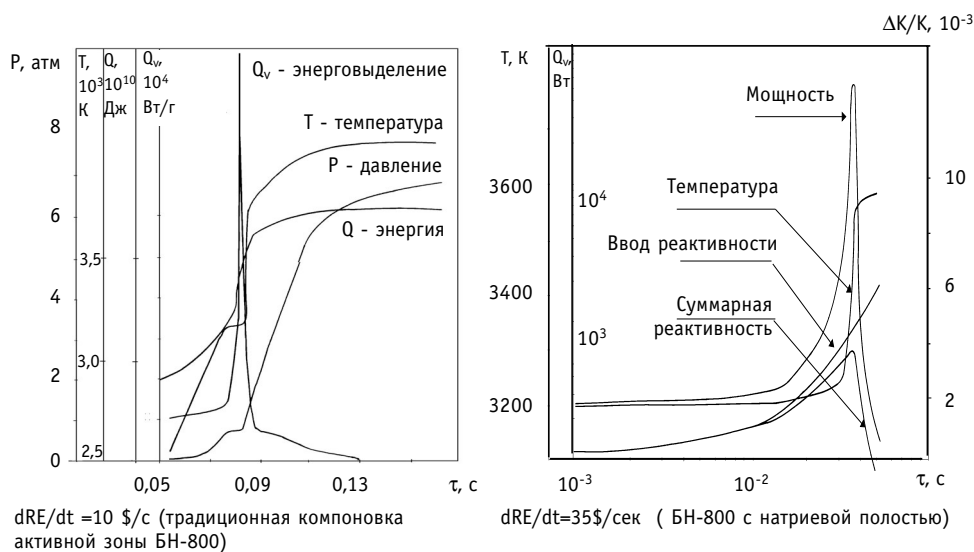 P, атм
T,
10³
К
Q,
10¹⁰
Дж
Qᵥ,
10⁴
Вт/г
Qᵥ - энерговыделение
T - температура
P - давление
Q - энергия
8
6
4
2
0
3,5
3,0
2,5
0,05
0,09
0,13
τ, с
dRE/dt =10 $/с (традиционная компоновка
активной зоны БН-800)
ΔK/K, 10⁻³
T, К
Qᵥ,
Вт
Мощность
Температура
Ввод реактивности
Суммарная
реактивность
3600
3400
3200
10⁴
10³
10
6
2
10⁻³
10⁻²
τ, с
dRE/dt=35$/сек ( БН-800 с натриевой полостью)